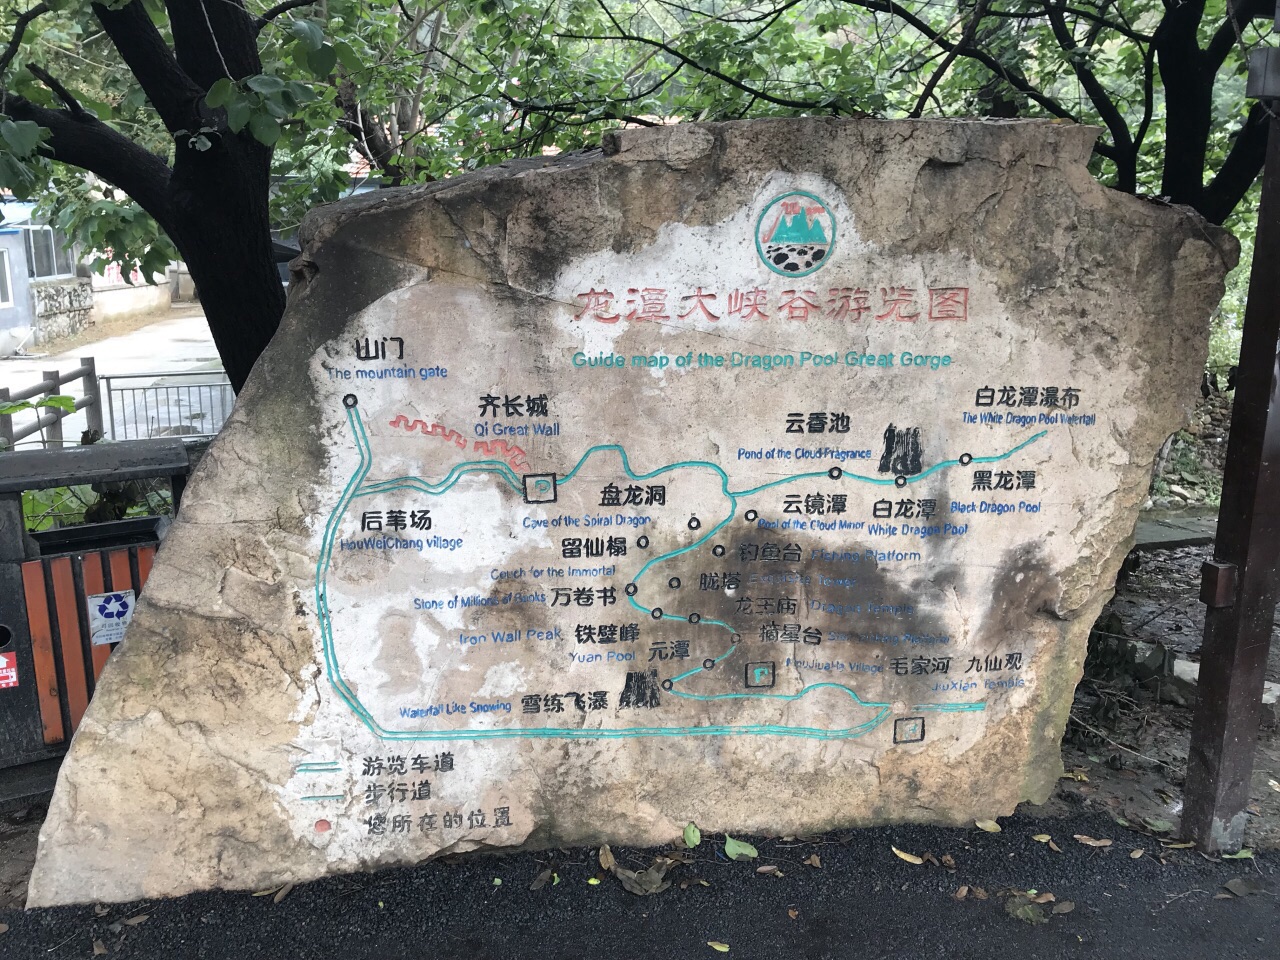 龙潭大峡谷游览图
Guide map of the Dragon Pool Great Gorge
山门
The mountain gate
齐长城
Qi Great Wall
白龙潭瀑布
The White Dragon Pool Waterfall
云香池
Pond of the Cloud Fragrance
黑龙潭
Black Dragon Pool
云镜潭
Pool of the Cloud Mirror
白龙潭
White Dragon Pool
盘龙洞
Cave of the Spiral Dragon
后苇场
HouWeiChang village
留仙榻
Couch for the Immortal
钓鱼台 Fishing Platform
Stone of Millions of Books 万卷书
龙王庙 Dragon Temple
Iron Wall Peak 铁壁峰
摘星台
Yuan Pool 元潭
毛家河
九仙观
JiuXian Temple
Waterfall Like Snowing 雪练飞瀑
P
P
P
游览车道
步行道
您所在的位置